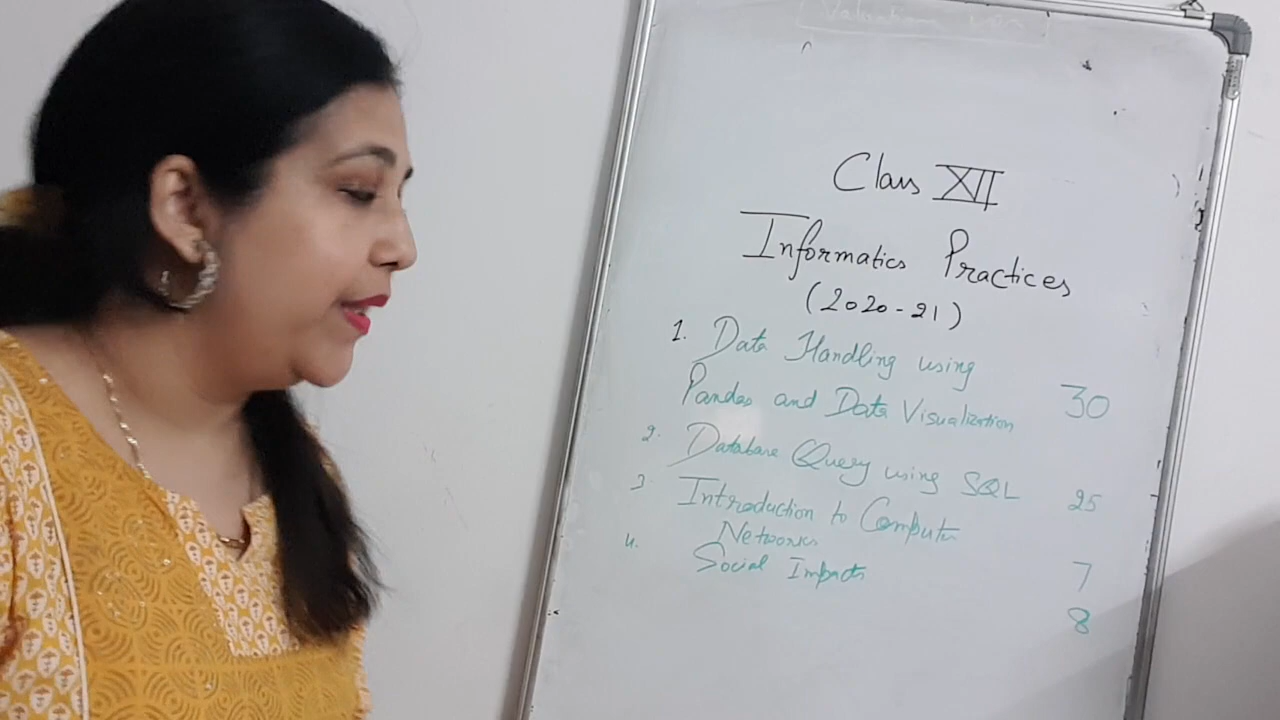 Class XII
Informatics Practices
(2020-21)
1. Data Handling using
Pandas and Data Visualization 30
2. Database Query using SQL 25
3 Introduction to Computer
Networks 7
4. Social Impacts 8